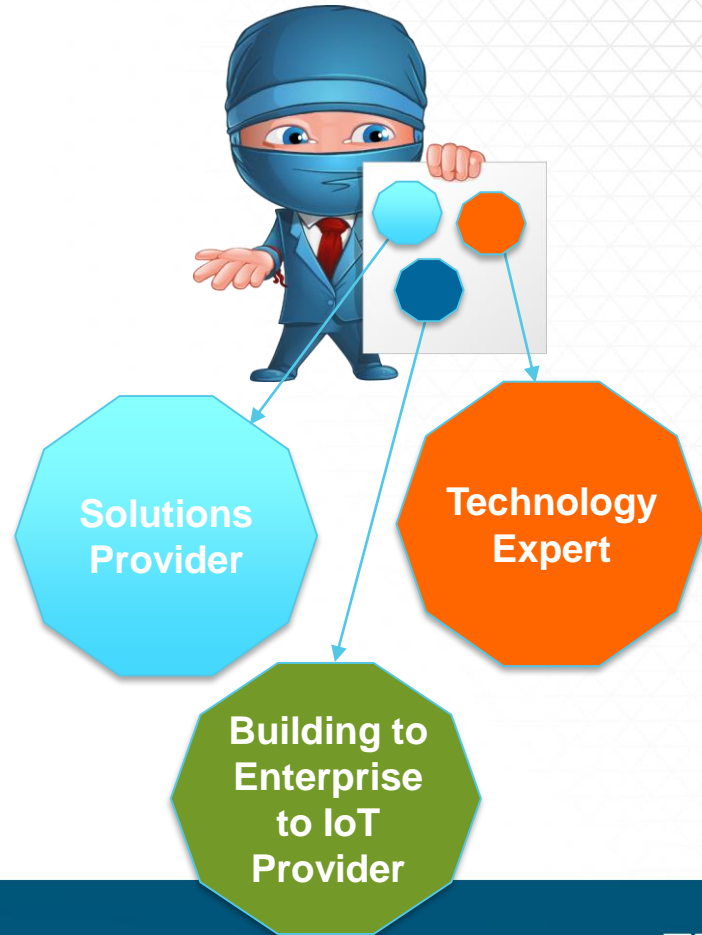 Solutions
Provider
Technology
Expert
Building to
Enterprise
to IoT
Provider